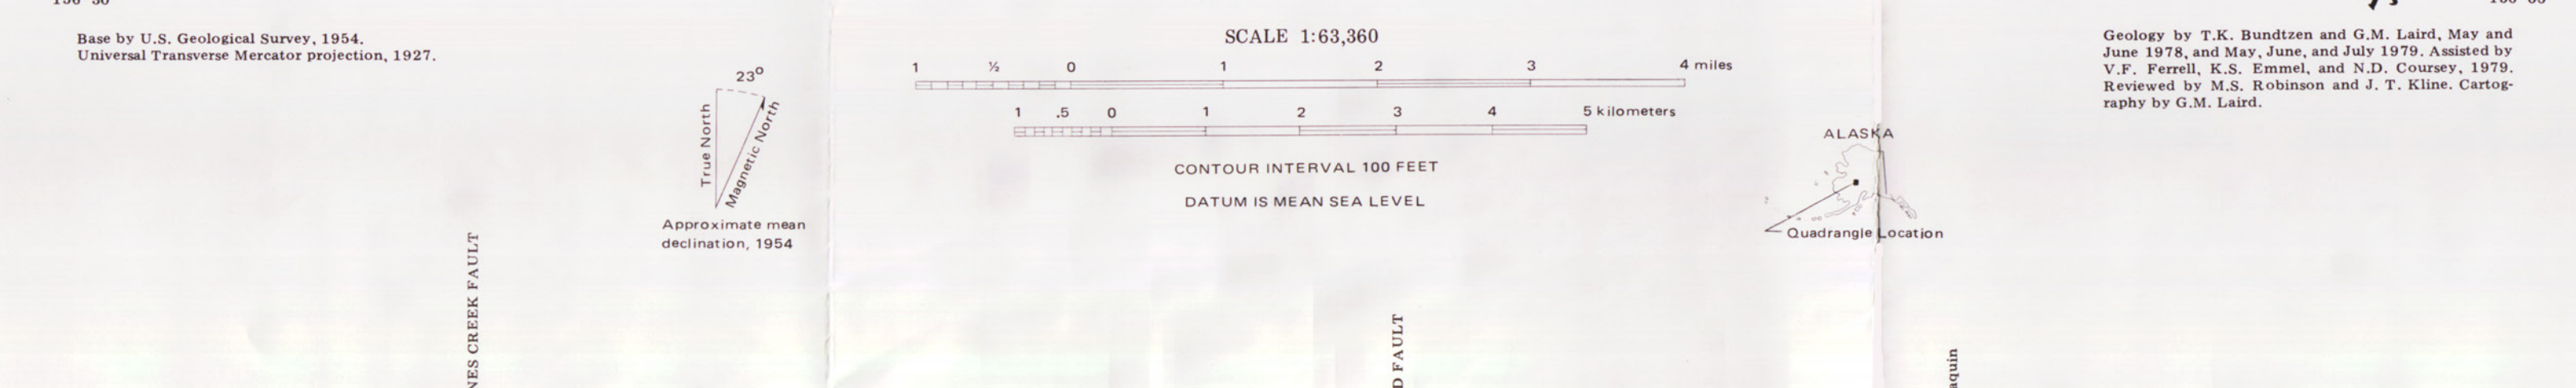 Base by U.S. Geological Survey, 1954.
Universal Transverse Mercator projection, 1927.
23°
True North
Magnetic North
Approximate mean
declination, 1954
SCALE 1:63,360
1 ½ 0 1 2 3 4 miles
1 .5 0 1 2 3 4 5 kilometers
CONTOUR INTERVAL 100 FEET
DATUM IS MEAN SEA LEVEL
ALASKA
Quadrangle Location
Geology by T.K. Bundtzen and G.M. Laird, May and
June 1978, and May, June, and July 1979. Assisted by
V.F. Ferrell, K.S. Emmel, and N.D. Coursey, 1979.
Reviewed by M.S. Robinson and J. T. Kline. Cartog-
raphy by G.M. Laird.
NES CREEK FAULT
D FAULT
aquin